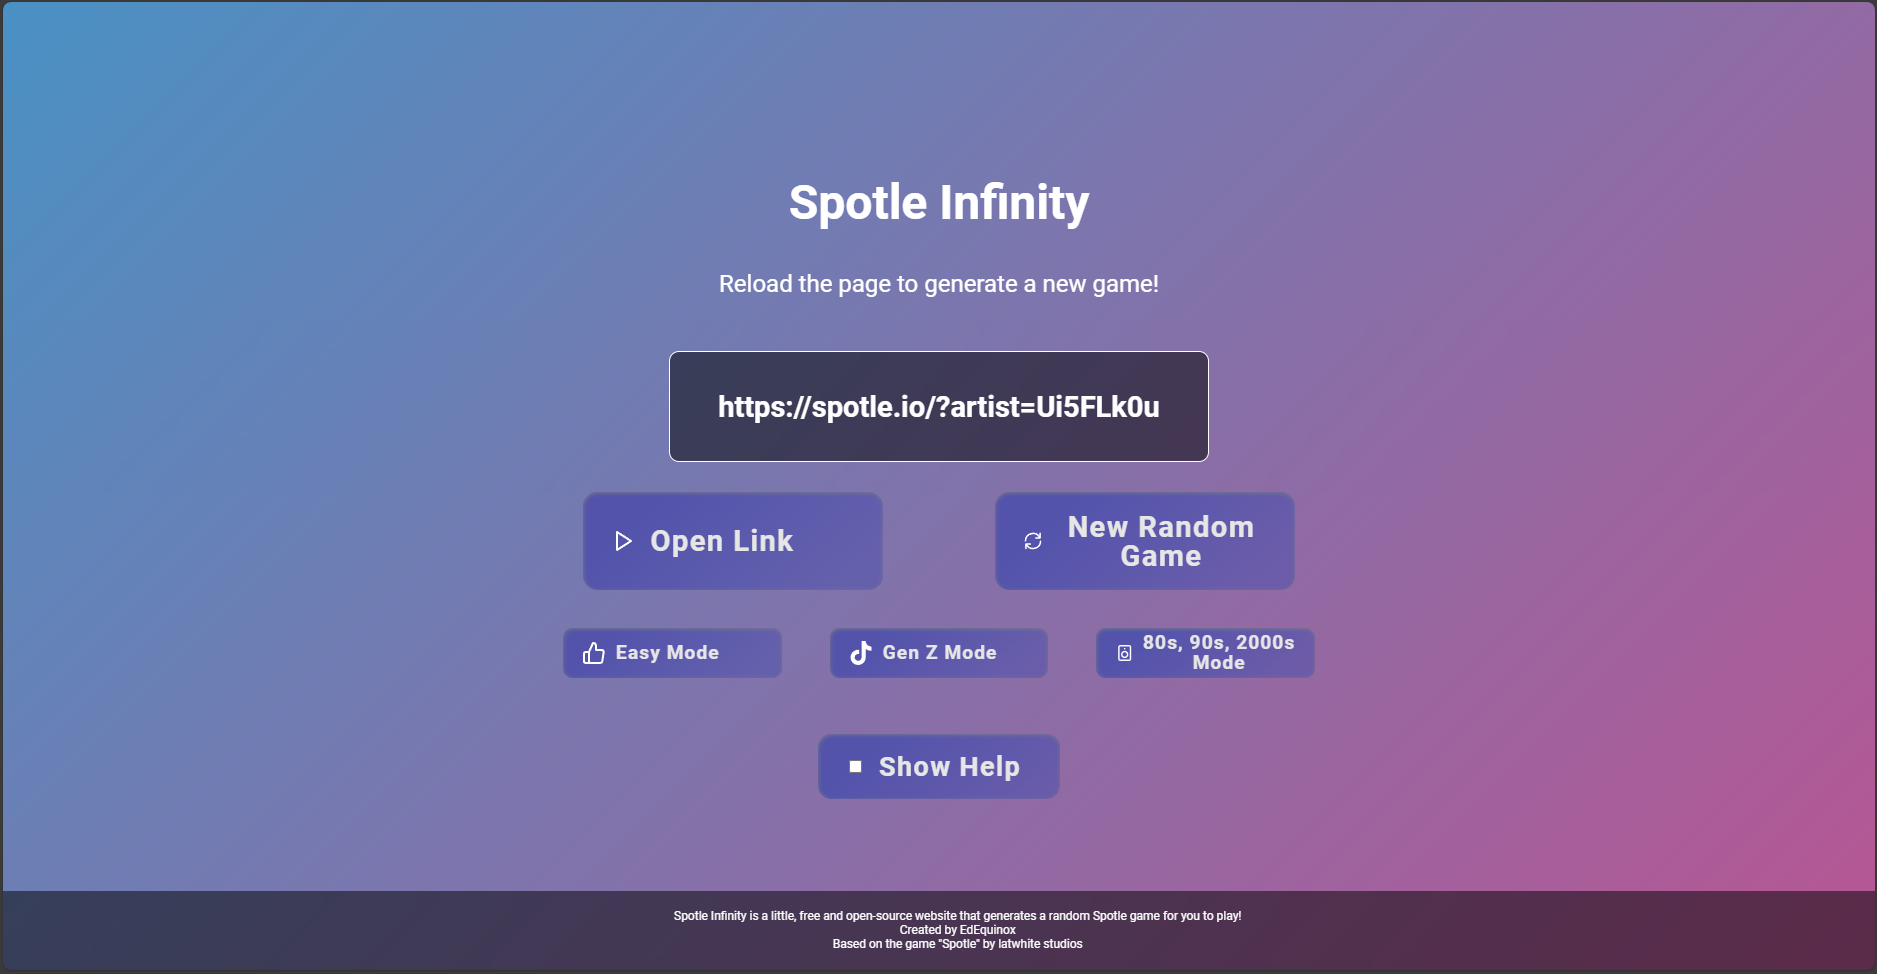 Spotle Infinity
Reload the page to generate a new game!
https://spotle.io/?artist=Ui5FLk0u
Open Link
New Random
Game
Easy Mode
Gen Z Mode
80s, 90s, 2000s
Mode
Show Help
Spotle Infinity is a little, free and open-source website that generates a random Spotle game for you to play!
Created by EdEquinox
Based on the game "Spotle" by latwhite studios